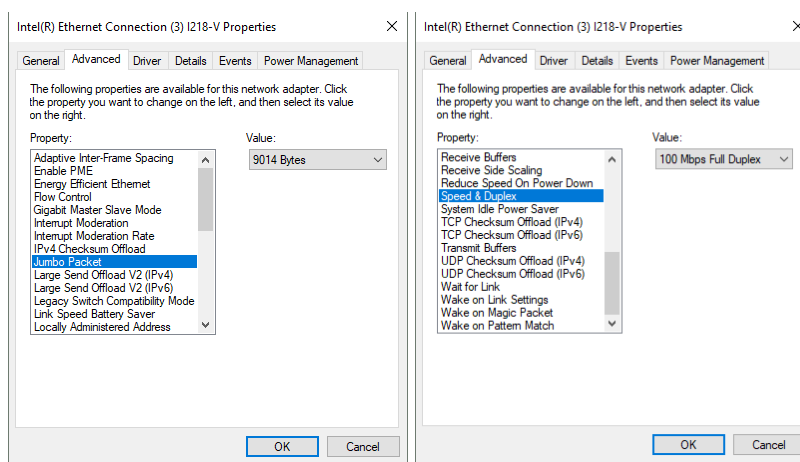 Intel(R) Ethernet Connection (3) I218-V Properties
General Advanced Driver Details Events Power Management
The following properties are available for this network adapter. Click
the property you want to change on the left, and then select its value
on the right.
Property:
Value:
Adaptive Inter-Frame Spacing
Enable PME
Energy Efficient Ethernet
Flow Control
Gigabit Master Slave Mode
Interrupt Moderation
Interrupt Moderation Rate
IPv4 Checksum Offload
Jumbo Packet
Large Send Offload V2 (IPv4)
Large Send Offload V2 (IPv6)
Legacy Switch Compatibility Mode
Link Speed Battery Saver
Locally Administered Address
9014 Bytes
OK Cancel
Intel(R) Ethernet Connection (3) I218-V Properties
General Advanced Driver Details Events Power Management
The following properties are available for this network adapter. Click
the property you want to change on the left, and then select its value
on the right.
Property:
Value:
Receive Buffers
Receive Side Scaling
Reduce Speed On Power Down
Speed & Duplex
System Idle Power Saver
TCP Checksum Offload (IPv4)
TCP Checksum Offload (IPv6)
Transmit Buffers
UDP Checksum Offload (IPv4)
UDP Checksum Offload (IPv6)
Wait for Link
Wake on Link Settings
Wake on Magic Packet
Wake on Pattern Match
100 Mbps Full Duplex
OK Cancel